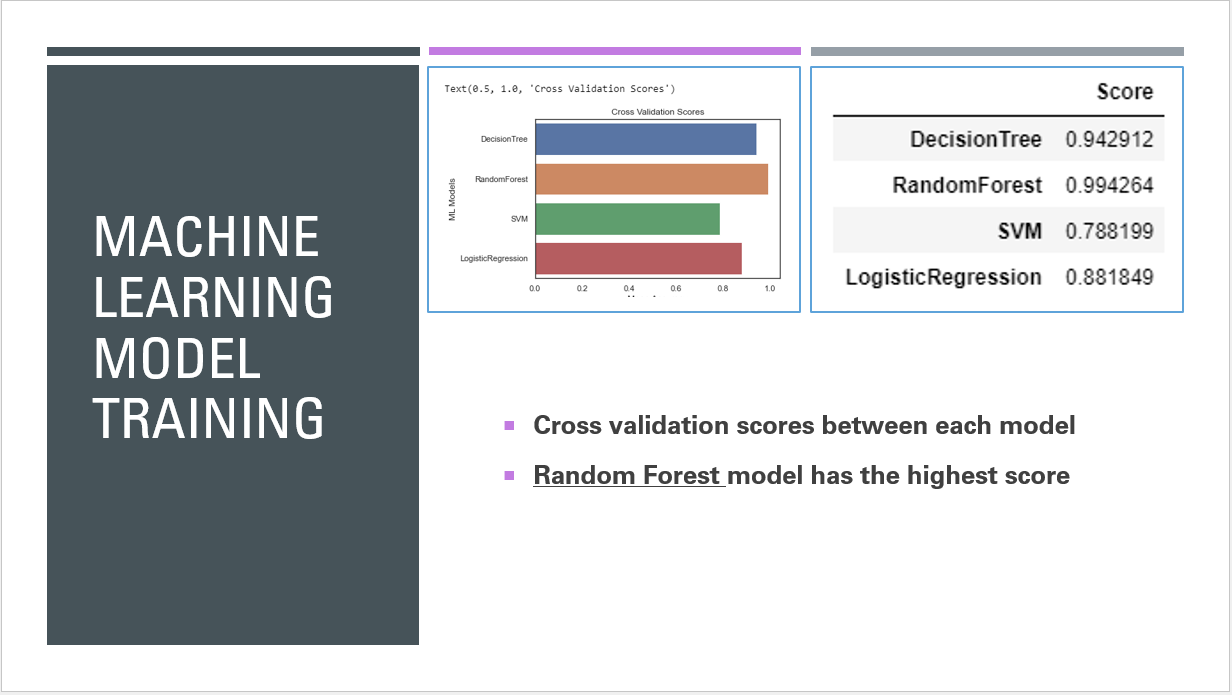 MACHINE
LEARNING
MODEL
TRAINING
Text(0.5, 1.0, 'Cross Validation Scores')
Cross Validation Scores
ML Models
DecisionTree
RandomForest
SVM
LogisticRegression
0.0 0.2 0.4 0.6 0.8 1.0
Score
DecisionTree 0.942912
RandomForest 0.994264
SVM 0.788199
LogisticRegression 0.881849
Cross validation scores between each model
Random Forest model has the highest score